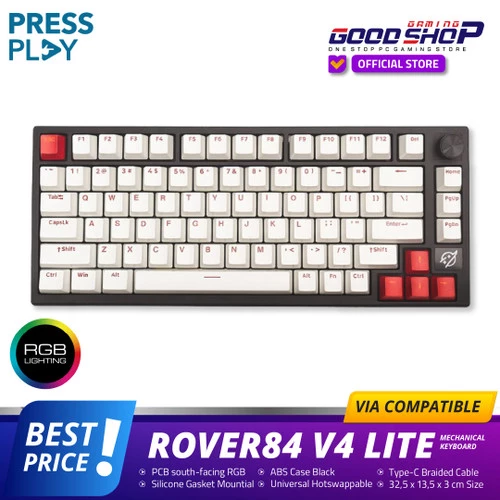 PRESS
PLAY
GAMING
GOODSHOP
ONE STOP PC GAMING STORE
OFFICIAL STORE
F1 F2 F3 F4 F5 F6 F7 F8 F9 F10 F11 F12 Del
Home
Tab Q W E R T Y U I O P PgUp
CapsLk A S D F G H J K L Enter PgDn
Shift Z X C V B N M Shift
Ctrl Win Alt Alt Fn Ctrl
RGB
LIGHTING
VIA COMPATIBLE
BEST
PRICE!
ROVER84 V4 LITE
MECHANICAL
KEYBOARD
• PCB south-facing RGB • ABS Case Black • Type-C Braided Cable
• Silicone Gasket Mountial • Universal Hotswappable • 32,5 x 13,5 x 3 cm Size